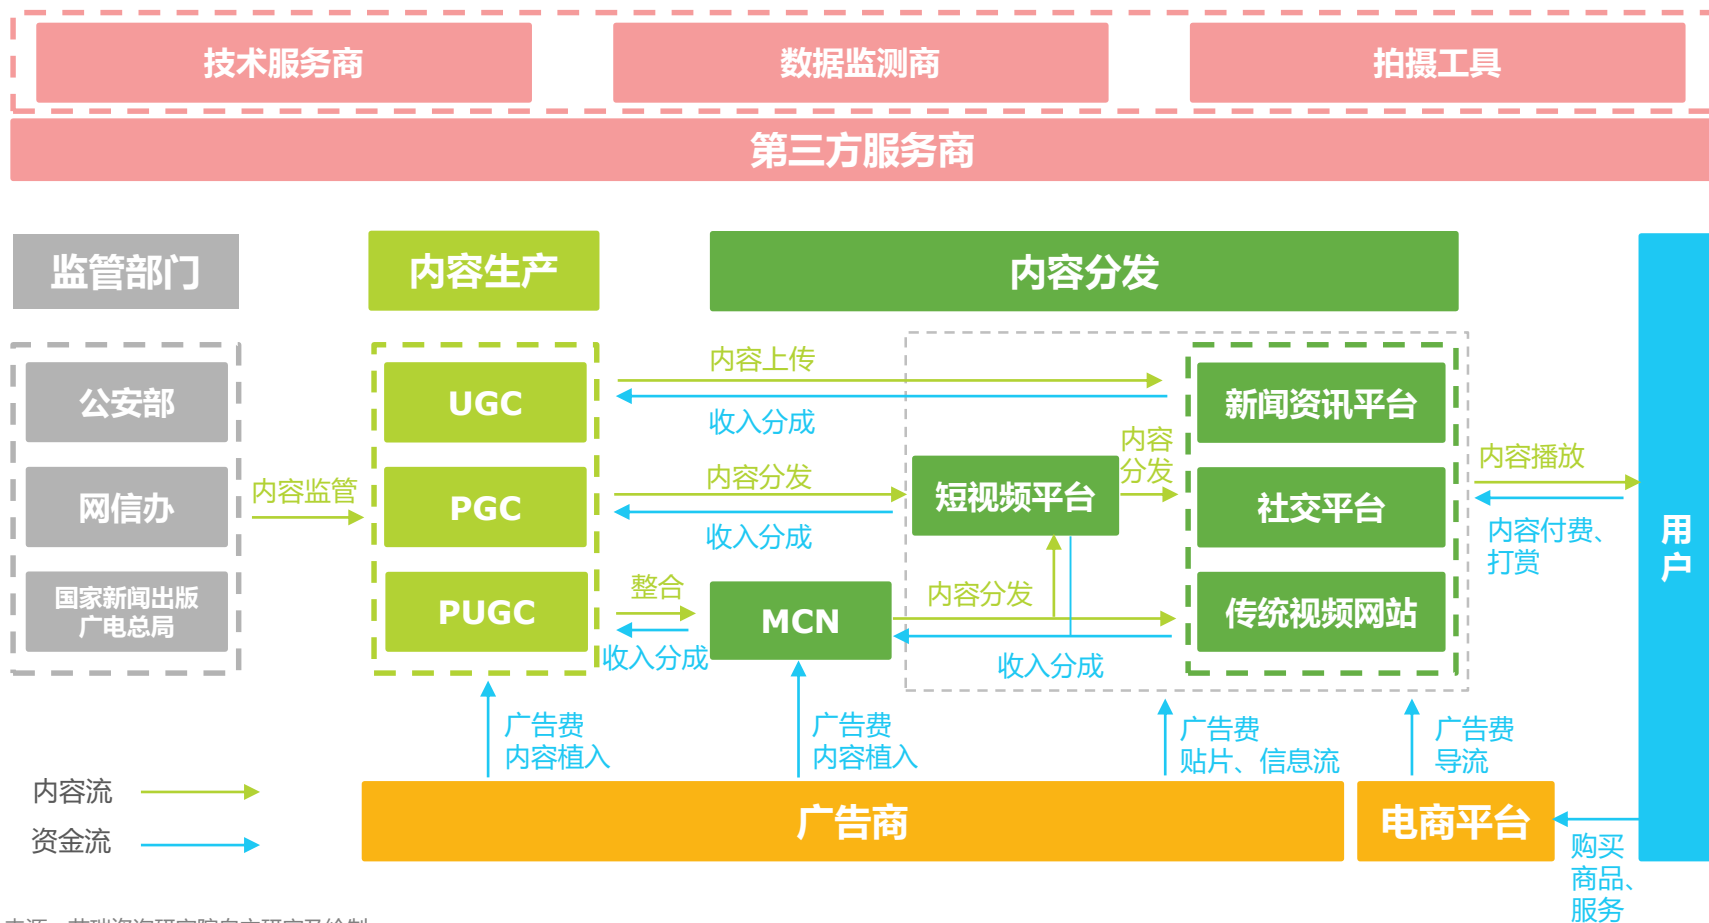 技术服务商
数据监测商
拍摄工具
第三方服务商
监管部门
内容生产
内容分发
公安部
网信办
国家新闻出版
广电总局
内容监管
UGC
PGC
PUGC
内容上传
收入分成
内容分发
收入分成
整合
收入分成
MCN
短视频平台
内容
分发
内容分发
收入分成
新闻资讯平台
社交平台
传统视频网站
内容播放
内容付费、
打赏
用
户
广告费
内容植入
广告费
内容植入
广告费
贴片、信息流
广告费
导流
内容流
资金流
广告商
电商平台
购买
商品、
服务